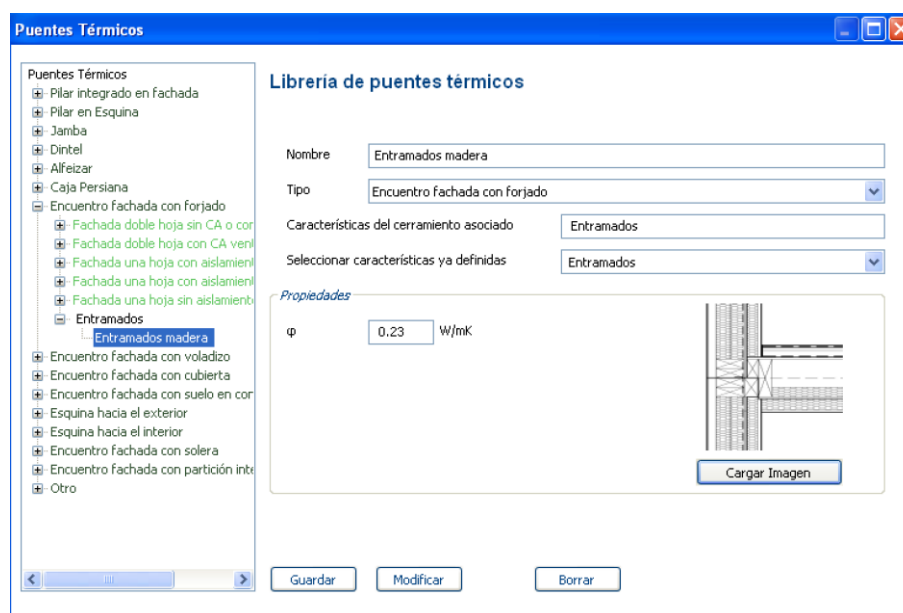 Puentes Térmicos
Puentes Térmicos
Pilar integrado en fachada
Pilar en Esquina
Jamba
Dintel
Alfeizar
Caja Persiana
Encuentro fachada con forjado
Fachada doble hoja sin CA o cor
Fachada doble hoja con CA vent
Fachada una hoja con aislamient
Fachada una hoja con aislamient
Fachada una hoja sin aislamiento
Entramados
Entramados madera
Encuentro fachada con voladizo
Encuentro fachada con cubierta
Encuentro fachada con suelo en con
Esquina hacia el exterior
Esquina hacia el interior
Encuentro fachada con solera
Encuentro fachada con partición inte
Otro
Librería de puentes térmicos
Nombre
Entramados madera
Tipo
Encuentro fachada con forjado
Características del cerramiento asociado
Entramados
Seleccionar características ya definidas
Entramados
Propiedades
φ 0.23 W/mK
Cargar Imagen
Guardar
Modificar
Borrar